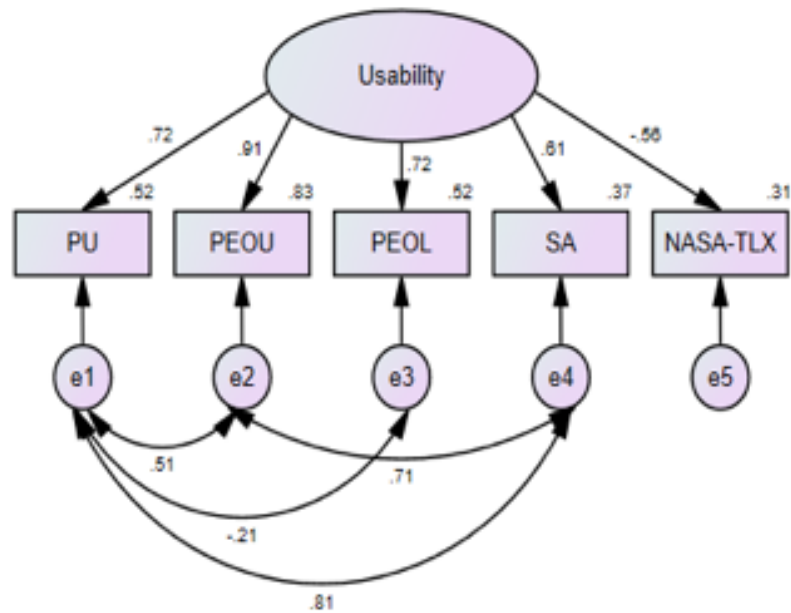 Usability
.72
.91
.72
.61
-.56
.52
.83
.52
.37
.31
PU
PEOU
PEOL
SA
NASA-TLX
e1
e2
e3
e4
e5
.51
.71
-.21
.81